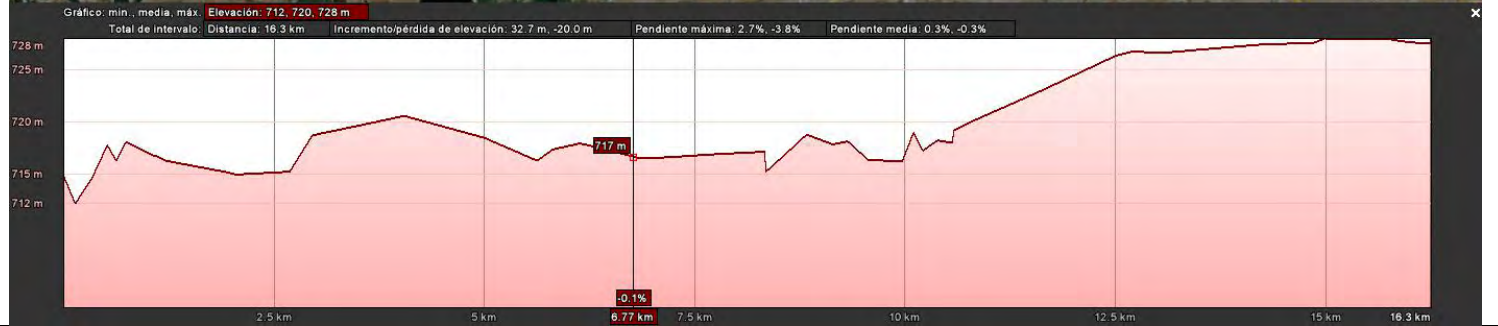 Gráfico: mín., media, máx. Elevación: 712, 720, 728 m
Total de intervalo: Distancia: 16.3 km Incremento/pérdida de elevación: 32.7 m, -20.0 m Pendiente máxima: 2.7%, -3.8% Pendiente media: 0.3%, -0.3%
728 m
725 m
720 m
717 m
715 m
712 m
-0.1%
2.5 km 5 km 6.77 km 7.5 km 10 km 12.5 km 15 km 16.3 km